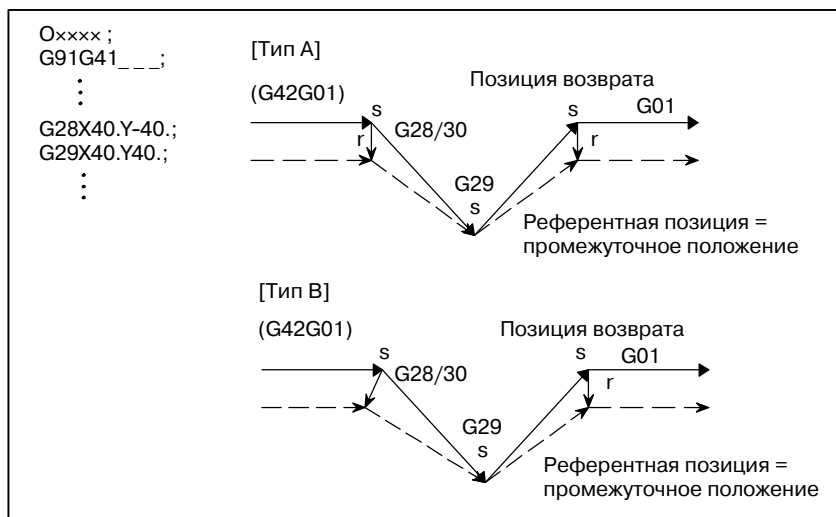 O×××× ;
G91G41_ _ _;
G28X40.Y-40.;
G29X40.Y40.;
[Тип A]
(G42G01)
Позиция возврата
s
s
G01
G28/30
r
r
G29
s
Референтная позиция =
промежуточное положение
[Тип B]
(G42G01)
Позиция возврата
s
s
G01
G28/30
r
G29
s
Референтная позиция =
промежуточное положение